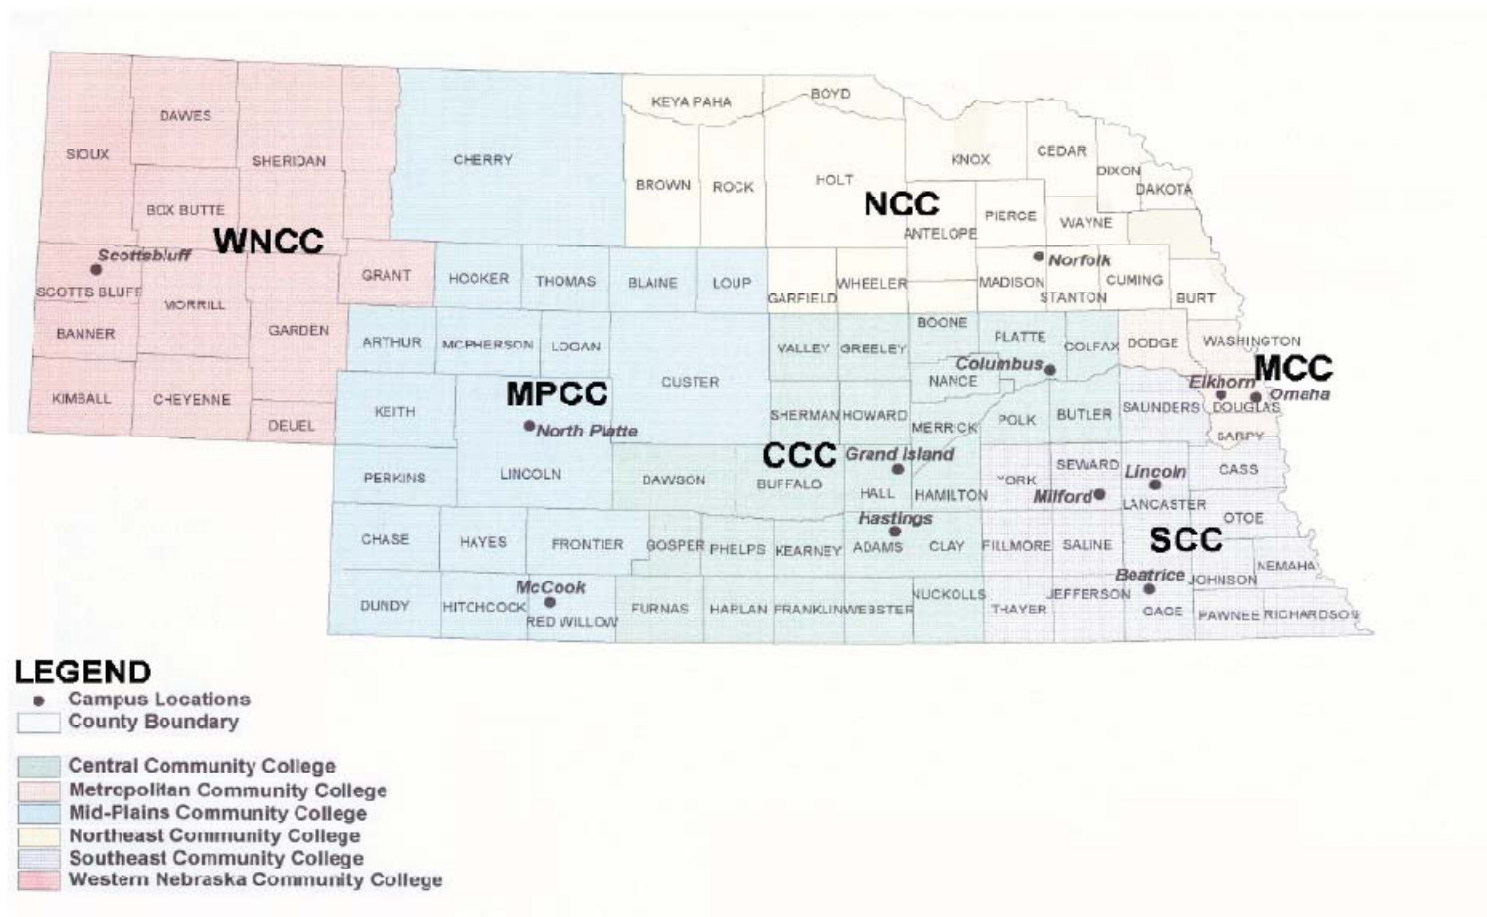 KEYA PAHA
BOYD
DAWES
SIOUX
SHERIDAN
CHERRY
KNOX
CEDAR
DIXON
DAKOTA
BROWN
ROCK
HOLT
BOX BUTTE
NCC
PIERCE
WAYNE
WNCC
ANTELOPE
Scottsbluff
Norfolk
GRANT
HOOKER
THOMAS
BLAINE
LOUP
WHEELER
MADISON
CUMING
SCOTTS BLUFF
MORRILL
GARFIELD
STANTON
BURT
BANNER
GARDEN
ARTHUR
MCPHERSON
LOGAN
VALLEY
GREELEY
BOONE
PLATTE
COLFAX
DODGE
WASHINGTON
Columbus
MCC
KIMBALL
CHEYENNE
MPCC
CUSTER
NANCE
Elkhorn
Omaha
DEUEL
KEITH
North Platte
SHERMAN
HOWARD
MERRICK
POLK
BUTLER
SAUNDERS
DOUGLAS
SARPY
CCC
Grand Island
PERKINS
LINCOLN
DAWSON
BUFFALO
HALL
HAMILTON
YORK
SEWARD
Lincoln
CASS
Milford
LANCASTER
OTOE
Hastings
CHASE
HAYES
FRONTIER
GOSPER
PHELPS
KEARNEY
ADAMS
CLAY
FILLMORE
SALINE
SCC
NEMAHA
McCook
Beatrice
JOHNSON
DUNDY
HITCHCOCK
RED WILLOW
FURNAS
HARLAN
FRANKLIN
WEBSTER
NUCKOLLS
THAYER
JEFFERSON
GAGE
PAWNEE
RICHARDSON
LEGEND
Campus Locations
County Boundary
Central Community College
Metropolitan Community College
Mid-Plains Community College
Northeast Community College
Southeast Community College
Western Nebraska Community College